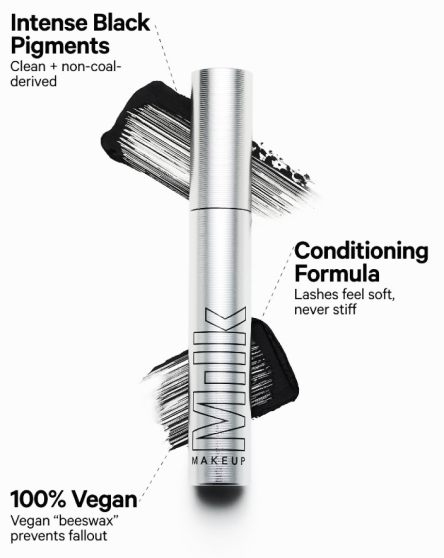 Intense Black
Pigments
Clean + non-coal-
derived
Conditioning
Formula
Lashes feel soft,
never stiff
Milk
MAKEUP
100% Vegan
Vegan “beeswax”
prevents fallout